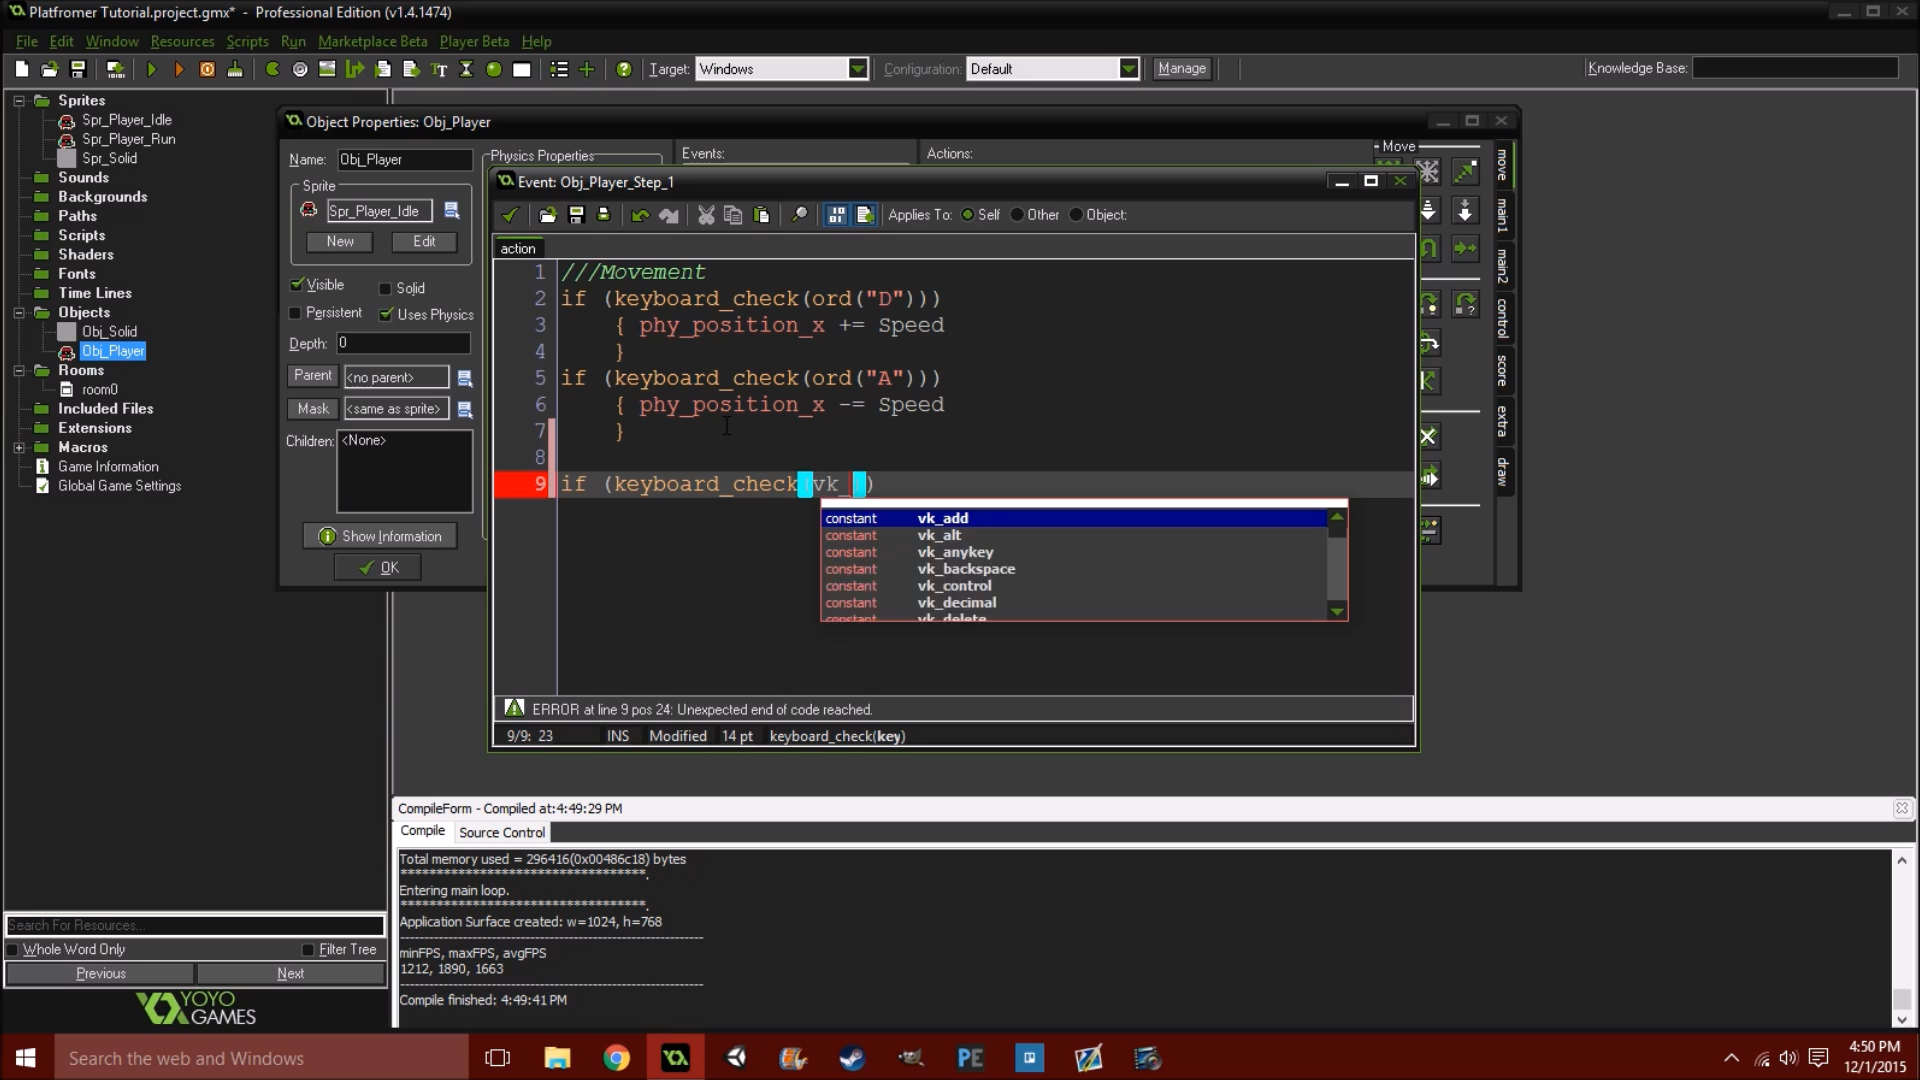 Platfromer Tutorial.project.gmx*  -  Professional Edition (v1.4.1474)
File Edit Window Resources Scripts Run Marketplace Beta Player Beta Help
Target: Windows Configuration: Default Manage Knowledge Base:
Sprites
Spr_Player_Idle
Spr_Player_Run
Spr_Solid
Sounds
Backgrounds
Paths
Scripts
Shaders
Fonts
Time Lines
Objects
Obj_Solid
Obj_Player
Rooms
room0
Included Files
Extensions
Macros
Game Information
Global Game Settings
Search For Resources...
Whole Word Only Filter Tree
Previous Next
YOYO
GAMES
Object Properties: Obj_Player
Name: Obj_Player
Sprite
Spr_Player_Idle
New Edit
Visible Solid
Persistent Uses Physics
Depth: 0
Parent <no parent>
Mask <same as sprite>
Children: <None>
Show Information
OK
Physics Properties Events: Actions: Move
move
main1
main2
control
score
extra
draw
Event: Obj_Player_Step_1
Applies To: Self Other Object:
action
1 ///Movement
2 if (keyboard_check(ord("D")))
3 { phy_position_x += Speed
4 }
5 if (keyboard_check(ord("A")))
6 { phy_position_x -= Speed
7 }
8
9 if (keyboard_check(vk_))
constant vk_add
constant vk_alt
constant vk_anykey
constant vk_backspace
constant vk_control
constant vk_decimal
constant vk_delete
ERROR at line 9 pos 24: Unexpected end of code reached.
9/9: 23 INS Modified 14 pt keyboard_check(key)
CompileForm - Compiled at:4:49:29 PM
Compile Source Control
Total memory used = 296416(0x00486c18) bytes
**********************************.
Entering main loop.
**********************************.
Application Surface created: w=1024, h=768
---------------------------------------------------------------
minFPS, maxFPS, avgFPS
1212, 1890, 1663
---------------------------------------------------------------
Compile finished: 4:49:41 PM
Search the web and Windows
PE
4:50 PM
12/1/2015